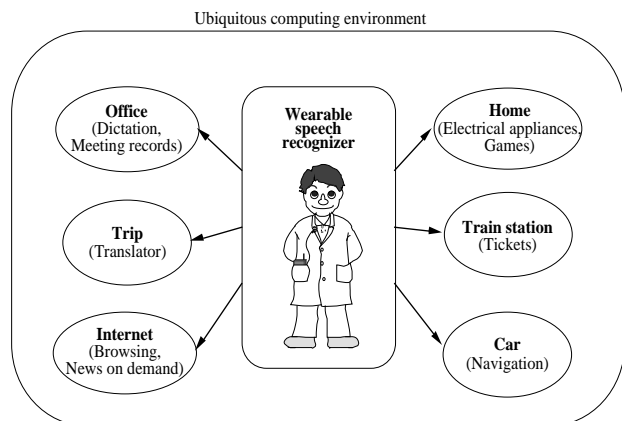 Ubiquitous computing environment
Office
(Dictation,
Meeting records)
Trip
(Translator)
Internet
(Browsing,
News on demand)
Wearable
speech
recognizer
Home
(Electrical appliances,
Games)
Train station
(Tickets)
Car
(Navigation)